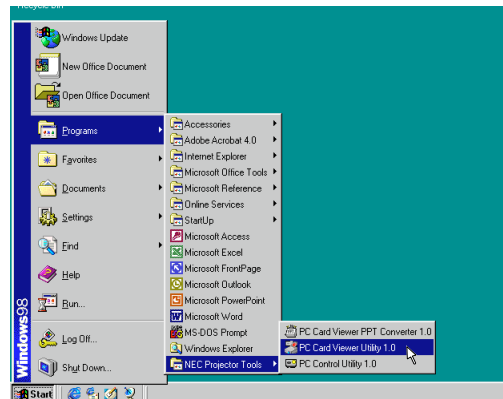 Recycle Bin
Windows Update
New Office Document
Open Office Document
Programs
Favorites
Documents
Settings
Find
Help
Run...
Log Off...
Shut Down...
Windows98
Accessories
Adobe Acrobat 4.0
Internet Explorer
Microsoft Office Tools
Microsoft Reference
Online Services
StartUp
Microsoft Access
Microsoft Excel
Microsoft FrontPage
Microsoft Outlook
Microsoft PowerPoint
Microsoft Word
MS-DOS Prompt
Windows Explorer
NEC Projector Tools
PC Card Viewer PPT Converter 1.0
PC Card Viewer Utility 1.0
PC Control Utility 1.0
Start